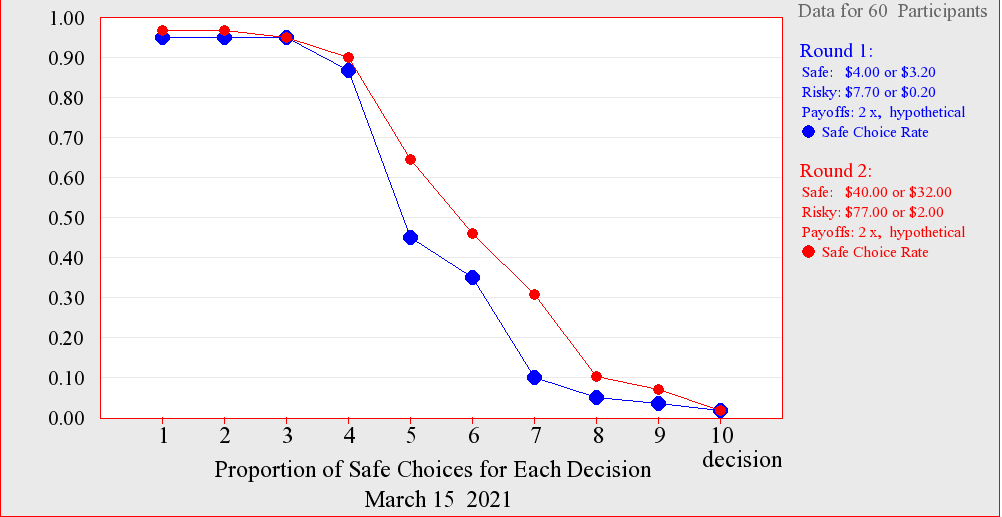 1.00
0.90
0.80
0.70
0.60
0.50
0.40
0.30
0.20
0.10
0.00
1 2 3 4 5 6 7 8 9 10
decision
Proportion of Safe Choices for Each Decision
March 15 2021
Data for 60 Participants
Round 1:
Safe: $4.00 or $3.20
Risky: $7.70 or $0.20
Payoffs: 2 x, hypothetical
Safe Choice Rate
Round 2:
Safe: $40.00 or $32.00
Risky: $77.00 or $2.00
Payoffs: 2 x, hypothetical
Safe Choice Rate